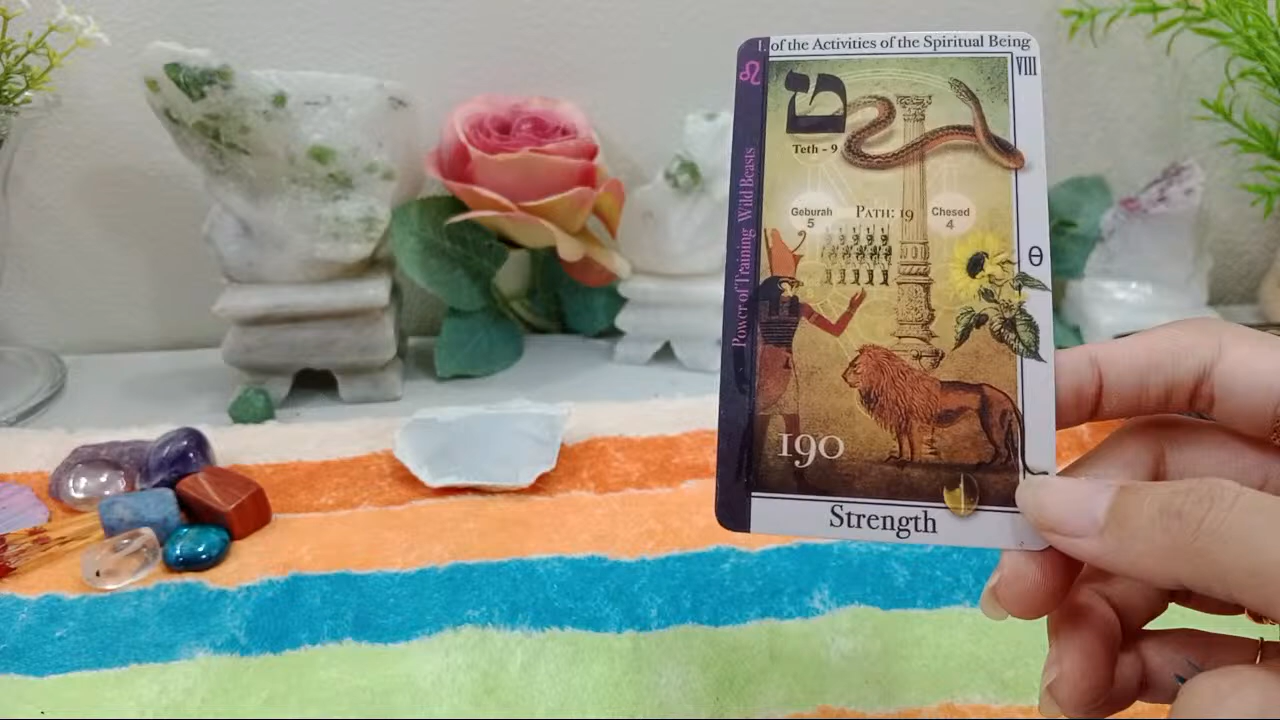 I. of the Activities of the Spiritual Being
♌ VIII
ט
Teth - 9
Geburah
5
PATH: 19
Chesed
4
Power of Training Wild Beasts
θ
190
Strength